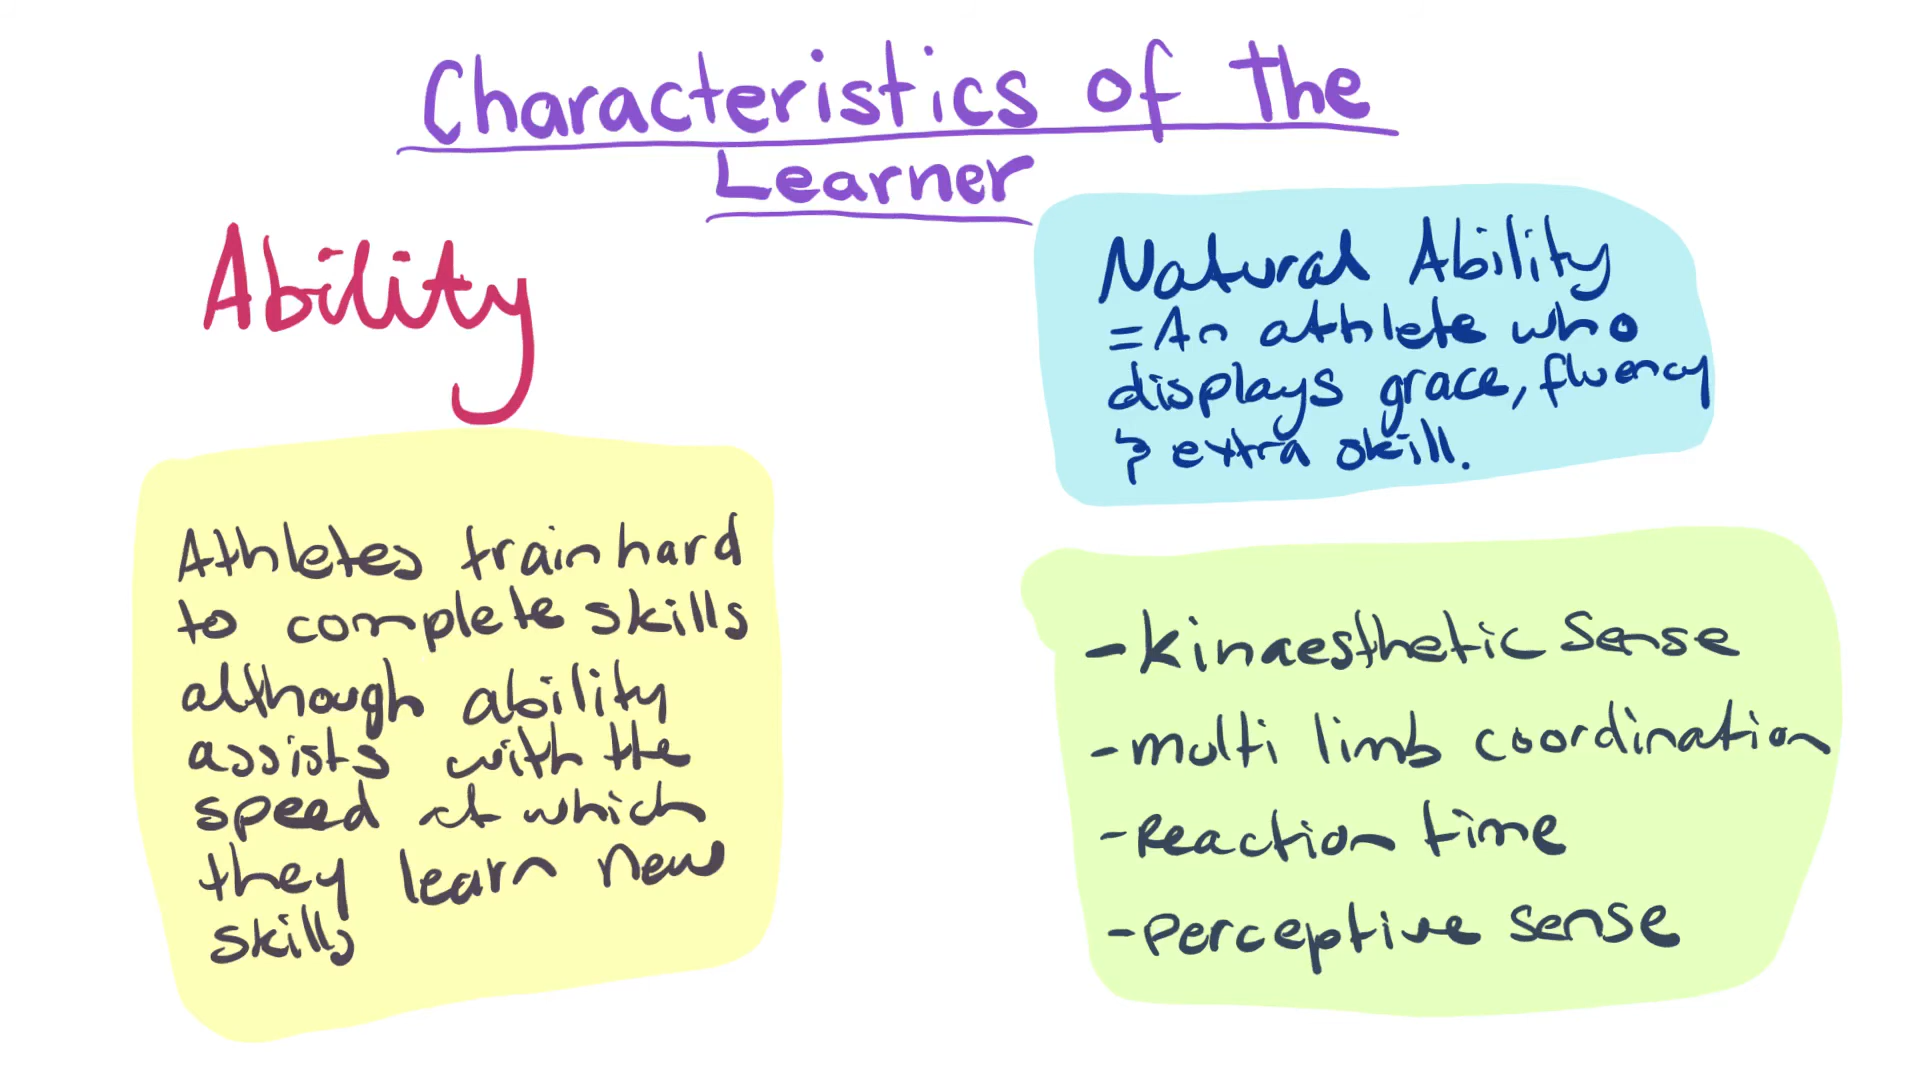 Characteristics of the
Learner
Ability
Athletes train hard
to complete skills
although ability
assists with the
speed at which
they learn new
skills
Natural Ability
= An athlete who
displays grace, fluency
& extra skill.
- Kinaesthetic Sense
- multi limb coordination
- Reaction time
- Perceptive sense